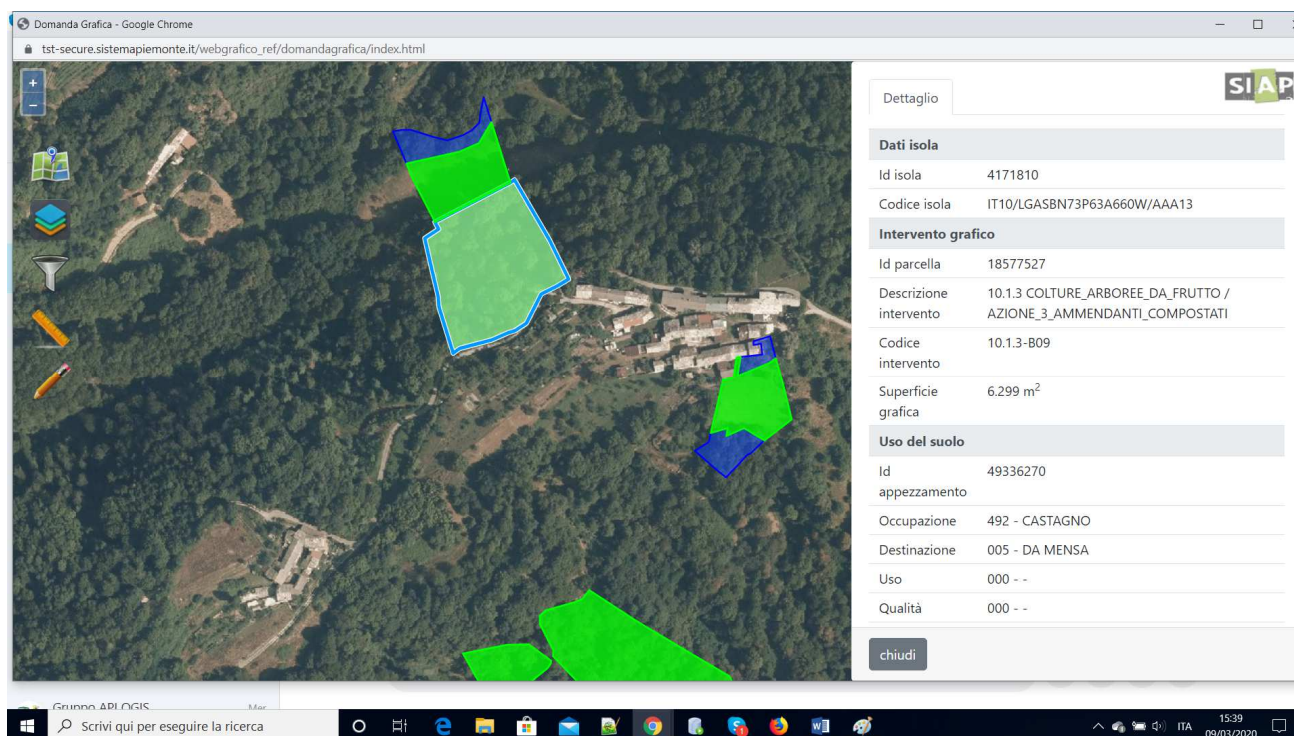 Domanda Grafica - Google Chrome
tst-secure.sistemapiemonte.it/webgrafico_ref/domandagrafica/index.html
+
−
Dettaglio
SIAP
Dati isola
Id isola 4171810
Codice isola IT10/LGASBN73P63A660W/AAA13
Intervento grafico
Id parcella 18577527
Descrizione 10.1.3 COLTURE_ARBOREE_DA_FRUTTO /
intervento AZIONE_3_AMMENDANTI_COMPOSTATI
Codice 10.1.3-B09
intervento
Superficie 6.299 m²
grafica
Uso del suolo
Id 49336270
appezzamento
Occupazione 492 - CASTAGNO
Destinazione 005 - DA MENSA
Uso 000 - -
Qualità 000 - -
chiudi
Gruppo APLOGIS Mer
Scrivi qui per eseguire la ricerca
ITA
15:39
09/03/2020